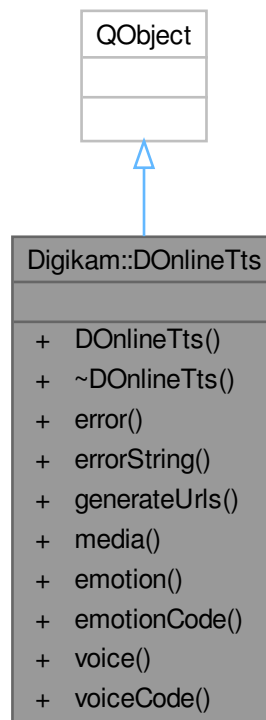 QObject
Digikam::DOnlineTts
+ DOnlineTts()
+ ~DOnlineTts()
+ error()
+ errorString()
+ generateUrls()
+ media()
+ emotion()
+ emotionCode()
+ voice()
+ voiceCode()